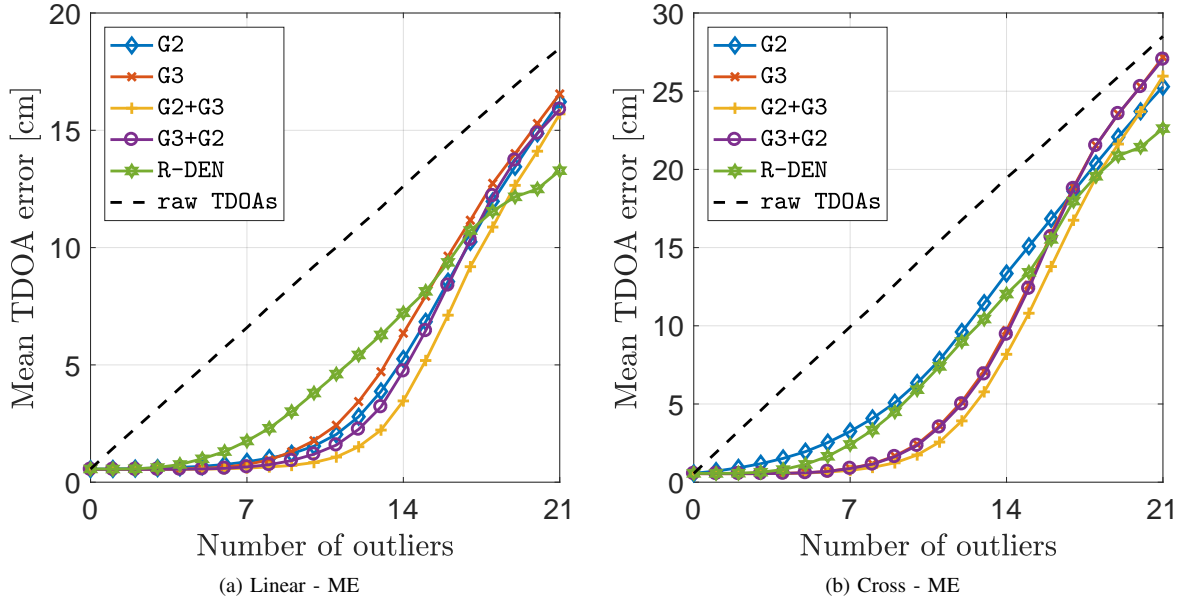 20
15
10
5
0
0
7
14
21
Mean TDOA error [cm]
Number of outliers
G2
G3
G2+G3
G3+G2
R-DEN
raw TDOAs
(a) Linear - ME
30
25
20
15
10
5
0
0
7
14
21
Mean TDOA error [cm]
Number of outliers
G2
G3
G2+G3
G3+G2
R-DEN
raw TDOAs
(b) Cross - ME